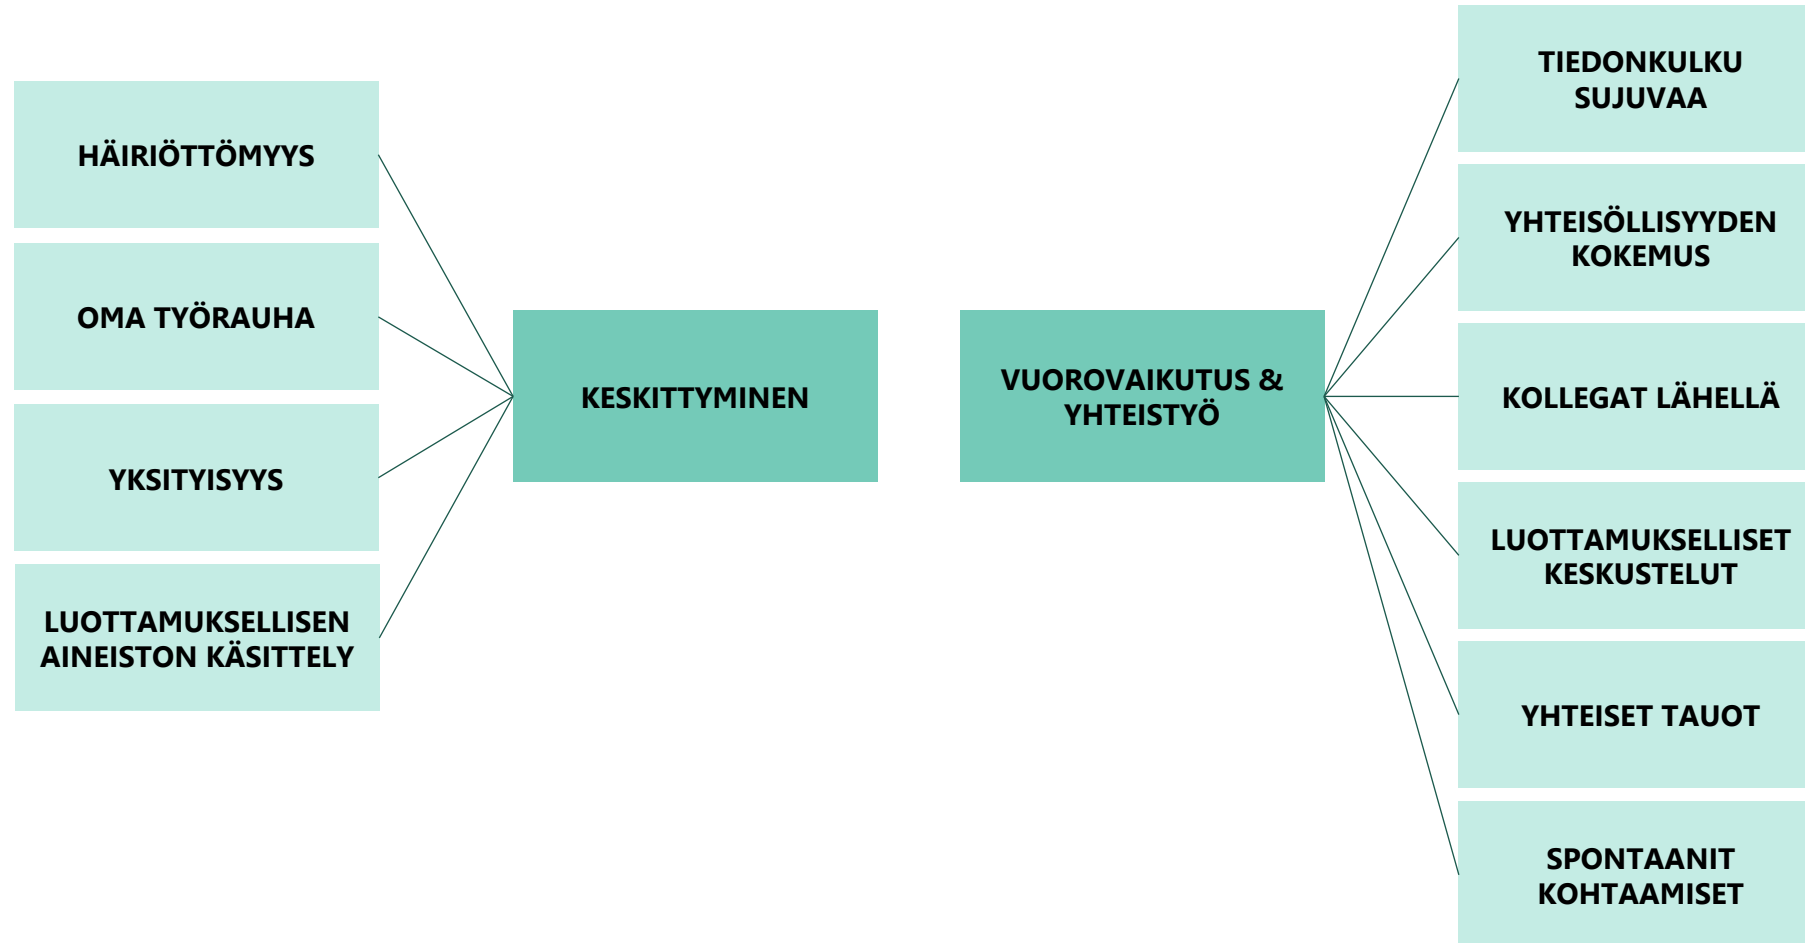 HÄIRIÖTTÖMYYS
OMA TYÖRAUHA
YKSITYISYYS
LUOTTAMUKSELLISEN
AINEISTON KÄSITTELY
KESKITTYMINEN
VUOROVAIKUTUS &
YHTEISTYÖ
TIEDONKULKU
SUJUVAA
YHTEISÖLLISYYDEN
KOKEMUS
KOLLEGAT LÄHELLÄ
LUOTTAMUKSELLISET
KESKUSTELUT
YHTEISET TAUOT
SPONTAANIT
KOHTAAMISET